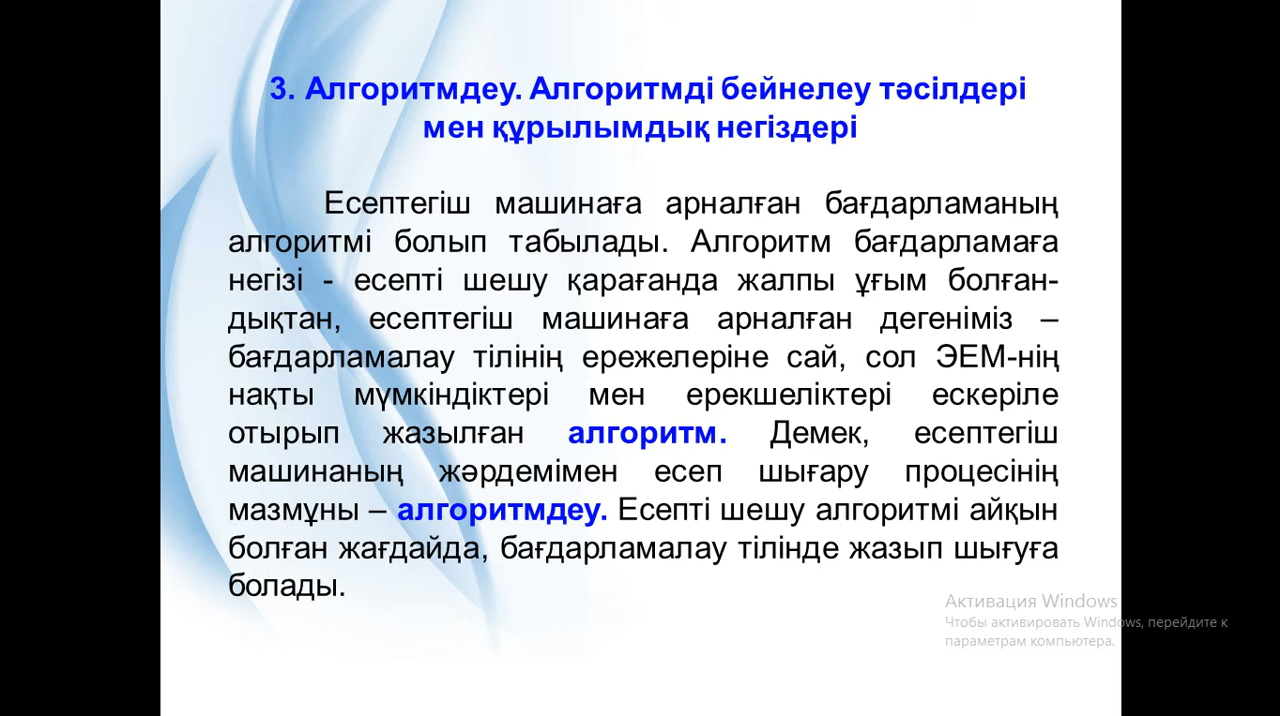 3. Алгоритмдеу. Алгоритмді бейнелеу тәсілдері
мен құрылымдық негіздері
Есептегіш машинаға арналған бағдарламаның
алгоритмі болып табылады. Алгоритм бағдарламаға
негізі - есепті шешу қарағанда жалпы ұғым болған-
дықтан, есептегіш машинаға арналған дегеніміз –
бағдарламалау тілінің ережелеріне сай, сол ЭЕМ-нің
нақты мүмкіндіктері мен ерекшеліктері ескеріле
отырып жазылған алгоритм. Демек, есептегіш
машинаның жәрдемімен есеп шығару процесінің
мазмұны – алгоритмдеу. Есепті шешу алгоритмі айқын
болған жағдайда, бағдарламалау тілінде жазып шығуға
болады.
Активация Windows
Чтобы активировать Windows, перейдите к
параметрам компьютера.